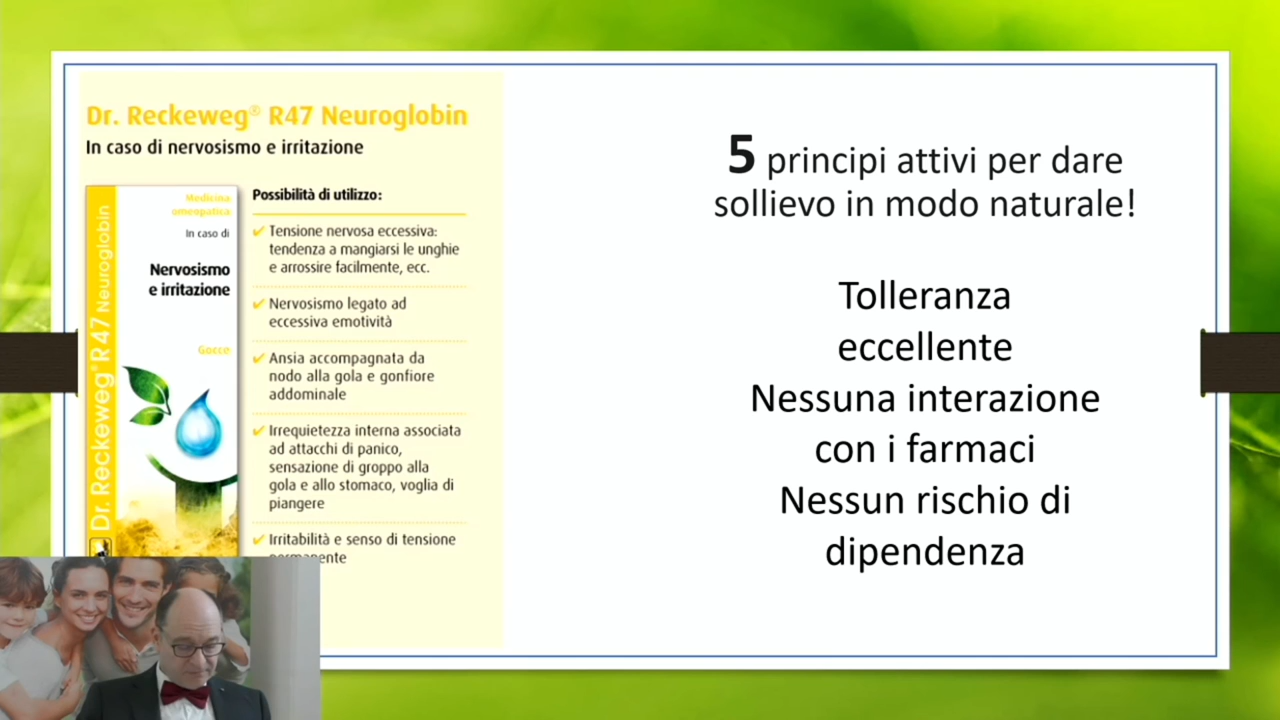 Dr. Reckeweg® R47 Neuroglobin
In caso di nervosismo e irritazione
Dr. Reckeweg® R47 Neuroglobin
Medicina
omeopatica
In caso di
Nervosismo
e irritazione
Gocce
Possibilità di utilizzo:
✓ Tensione nervosa eccessiva:
tendenza a mangiarsi le unghie
e arrossire facilmente, ecc.
✓ Nervosismo legato ad
eccessiva emotività
✓ Ansia accompagnata da
nodo alla gola e gonfiore
addominale
✓ Irrequietezza interna associata
ad attacchi di panico,
sensazione di groppo alla
gola e allo stomaco, voglia di
piangere
✓ Irritabilità e senso di tensione
5 principi attivi per dare
sollievo in modo naturale!
Tolleranza
eccellente
Nessuna interazione
con i farmaci
Nessun rischio di
dipendenza